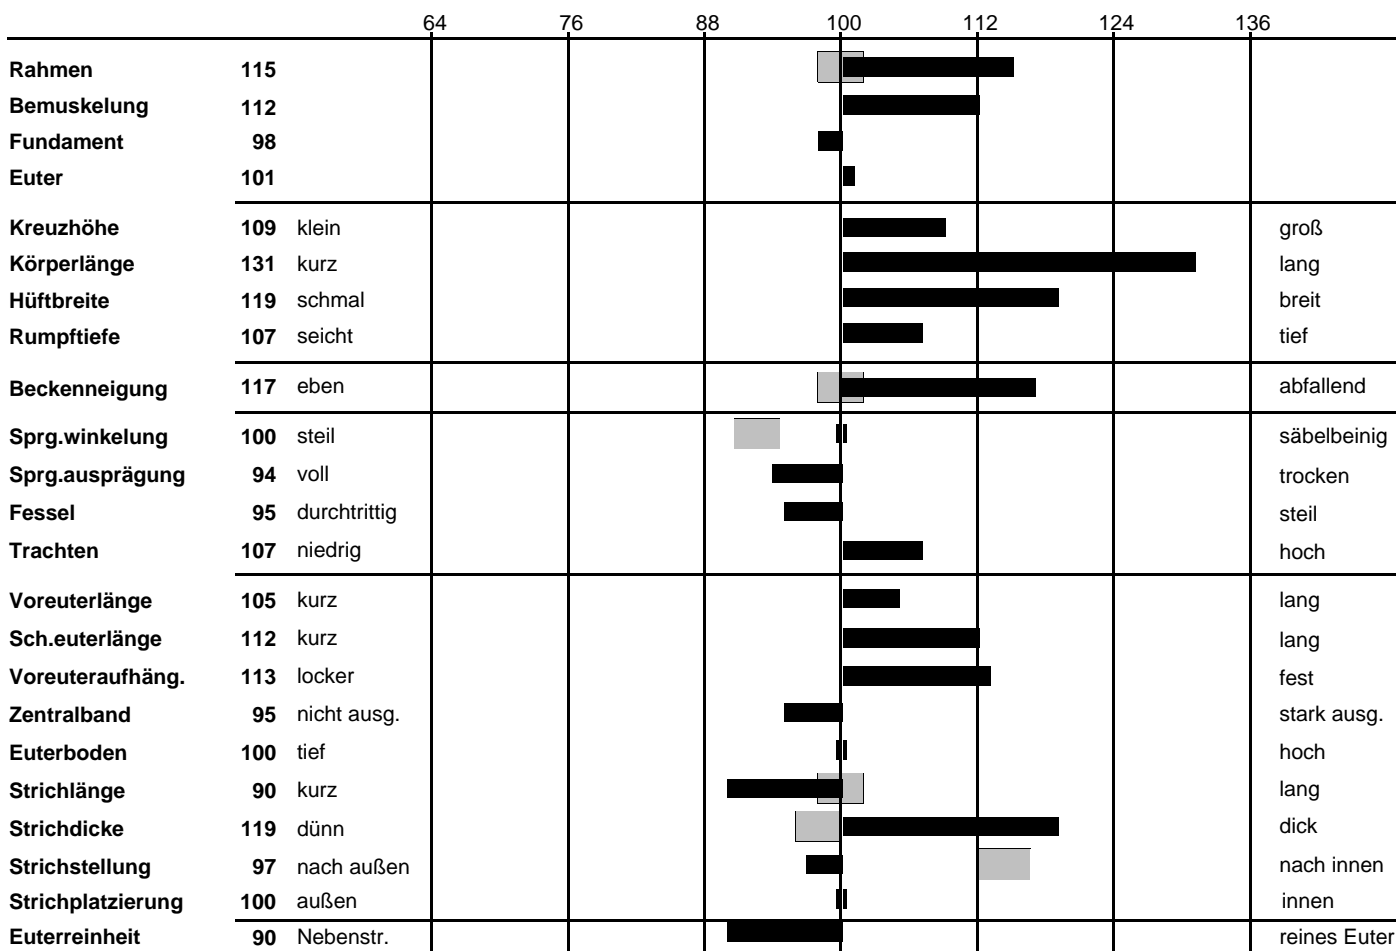 64 76 88 100 112 124 136
Rahmen 115
Bemuskelung 112
Fundament 98
Euter 101
Kreuzhöhe 109 klein groß
Körperlänge 131 kurz lang
Hüftbreite 119 schmal breit
Rumpftiefe 107 seicht tief
Beckenneigung 117 eben abfallend
Sprg.winkelung 100 steil säbelbeinig
Sprg.ausprägung 94 voll trocken
Fessel 95 durchtrittig steil
Trachten 107 niedrig hoch
Voreuterlänge 105 kurz lang
Sch.euterlänge 112 kurz lang
Voreuteraufhäng. 113 locker fest
Zentralband 95 nicht ausg. stark ausg.
Euterboden 100 tief hoch
Strichlänge 90 kurz lang
Strichdicke 119 dünn dick
Strichstellung 97 nach außen nach innen
Strichplatzierung 100 außen innen
Euterreinheit 90 Nebenstr. reines Euter